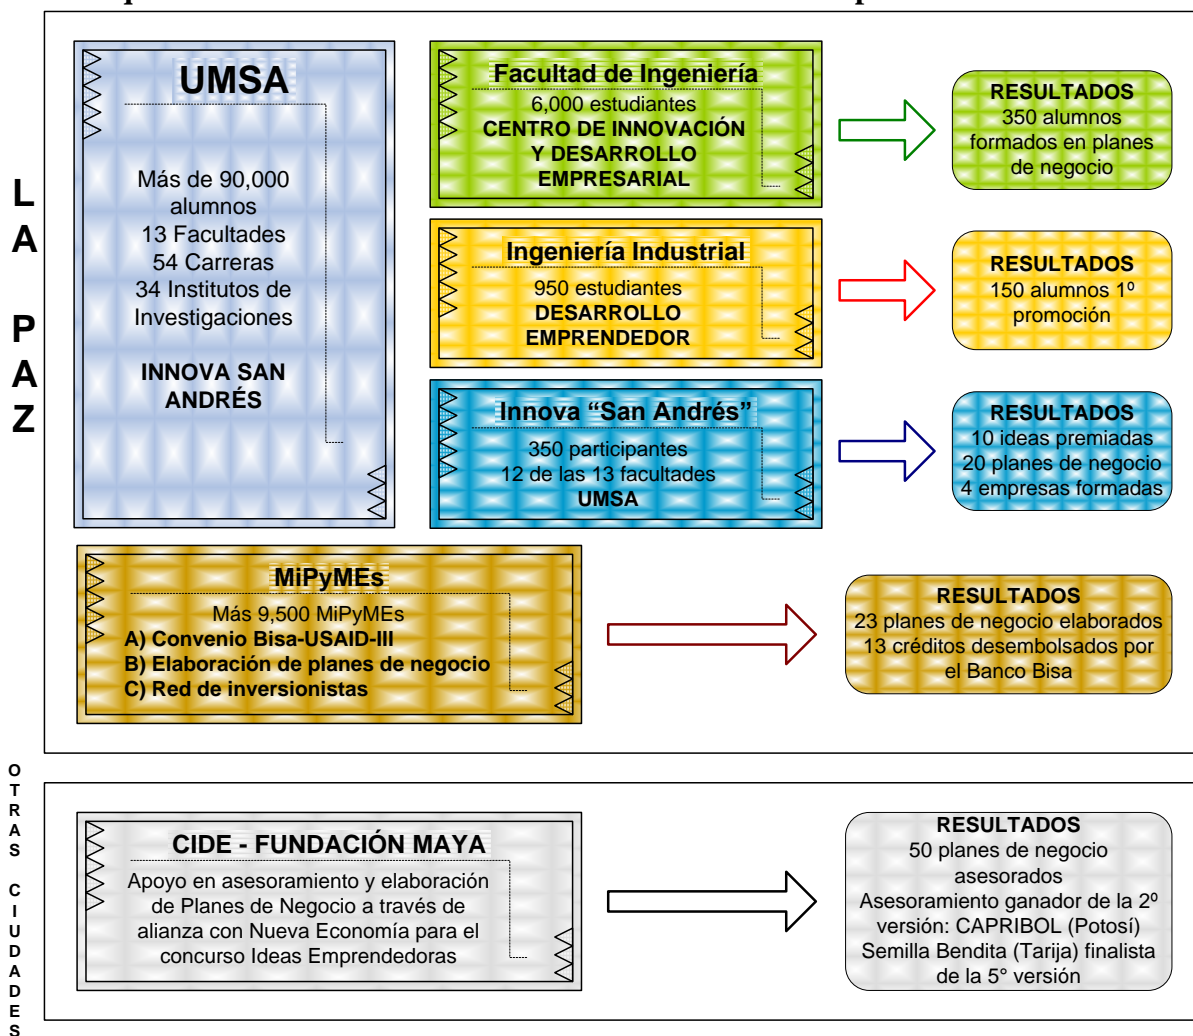 L
A
P
A
Z
UMSA
Más de 90,000
alumnos
13 Facultades
54 Carreras
34 Institutos de
Investigaciones
INNOVA SAN
ANDRÉS
Facultad de Ingeniería
6,000 estudiantes
CENTRO DE INNOVACIÓN
Y DESARROLLO
EMPRESARIAL
RESULTADOS
350 alumnos
formados en planes
de negocio
Ingeniería Industrial
950 estudiantes
DESARROLLO
EMPRENDEDOR
RESULTADOS
150 alumnos 1º
promoción
Innova “San Andrés”
350 participantes
12 de las 13 facultades
UMSA
RESULTADOS
10 ideas premiadas
20 planes de negocio
4 empresas formadas
MiPyMEs
Más 9,500 MiPyMEs
A) Convenio Bisa-USAID-III
B) Elaboración de planes de negocio
C) Red de inversionistas
RESULTADOS
23 planes de negocio elaborados
13 créditos desembolsados por
el Banco Bisa
O
T
R
A
S
C
I
U
D
A
D
E
S
CIDE - FUNDACIÓN MAYA
Apoyo en asesoramiento y elaboración
de Planes de Negocio a través de
alianza con Nueva Economía para el
concurso Ideas Emprendedoras
RESULTADOS
50 planes de negocio
asesorados
Asesoramiento ganador de la 2º
versión: CAPRIBOL (Potosí)
Semilla Bendita (Tarija) finalista
de la 5° versión